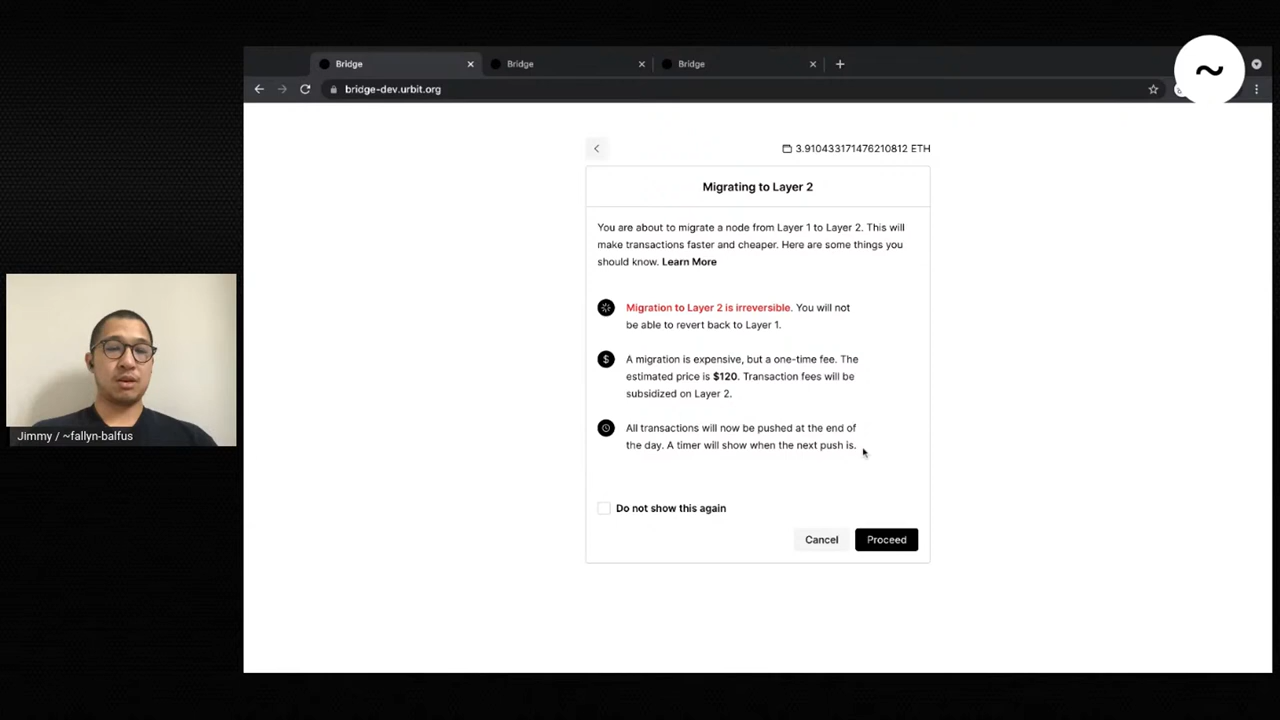 Bridge
Bridge
Bridge
bridge-dev.urbit.org
~
3.910433171476210812 ETH
Migrating to Layer 2
You are about to migrate a node from Layer 1 to Layer 2. This will
make transactions faster and cheaper. Here are some things you
should know. Learn More
Migration to Layer 2 is irreversible. You will not
be able to revert back to Layer 1.
$
A migration is expensive, but a one-time fee. The
estimated price is $120. Transaction fees will be
subsidized on Layer 2.
All transactions will now be pushed at the end of
the day. A timer will show when the next push is.
Do not show this again
Cancel
Proceed
Jimmy / ~fallyn-balfus